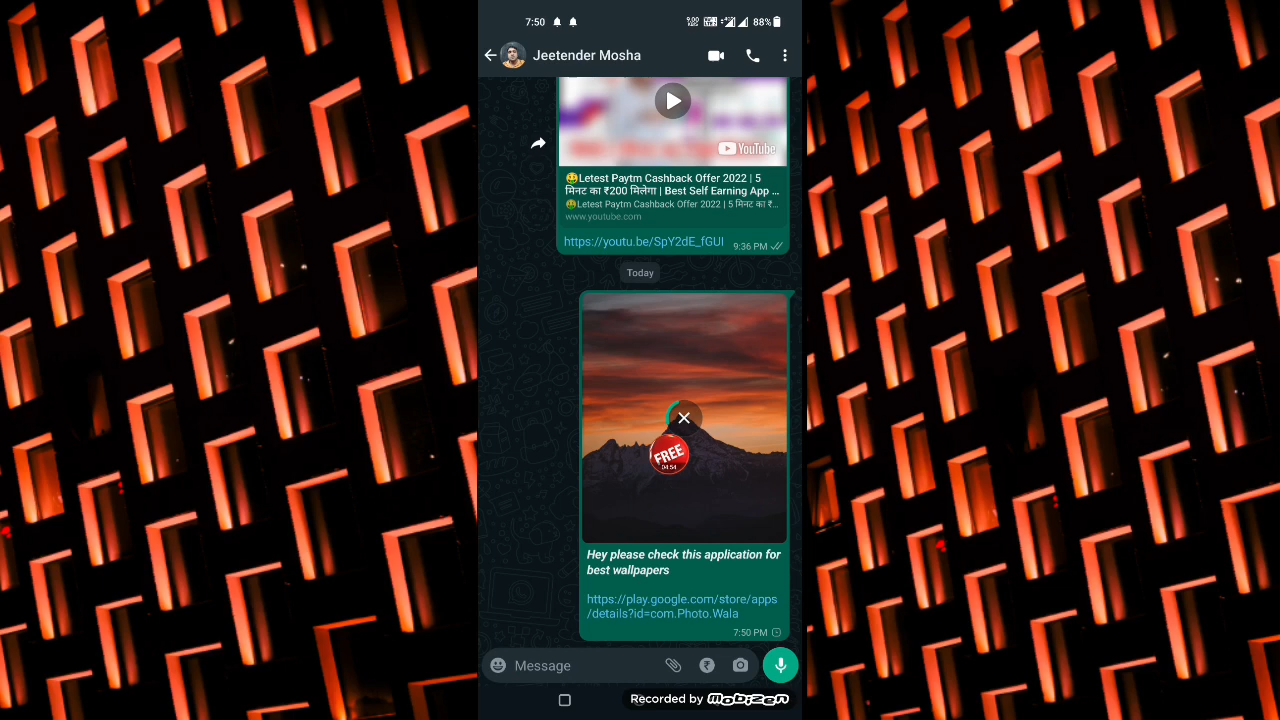 7:50
88%
Jeetender Mosha
YouTube
🤑Letest Paytm Cashback Offer 2022 | 5
मिनट का ₹200 मिलेगा | Best Self Earning App ...
🤑Letest Paytm Cashback Offer 2022 | 5 मिनट का ₹...
www.youtube.com
https://youtu.be/SpY2dE_fGUI
9:36 PM
Today
FREE
04:54
Hey please check this application for
best wallpapers
https://play.google.com/store/apps
/details?id=com.Photo.Wala
7:50 PM
Message
Recorded by mobizen